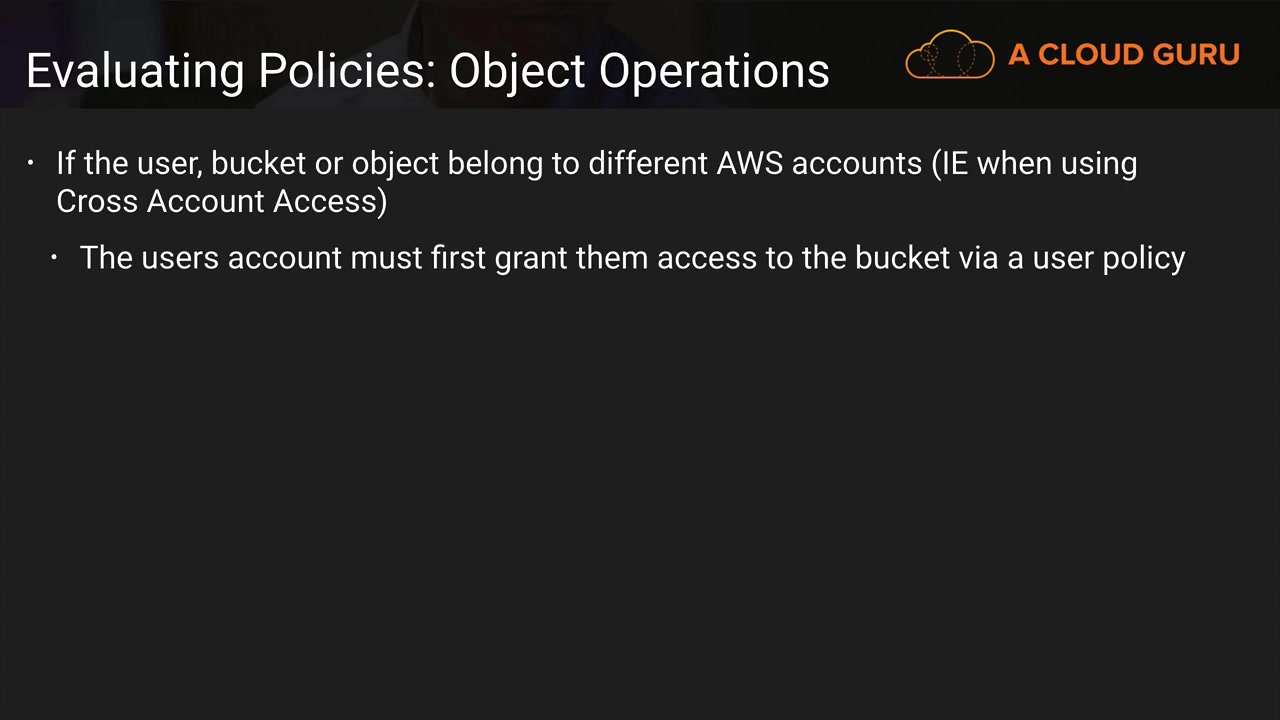 Evaluating Policies: Object Operations
A CLOUD GURU
• If the user, bucket or object belong to different AWS accounts (IE when using
Cross Account Access)
• The users account must first grant them access to the bucket via a user policy